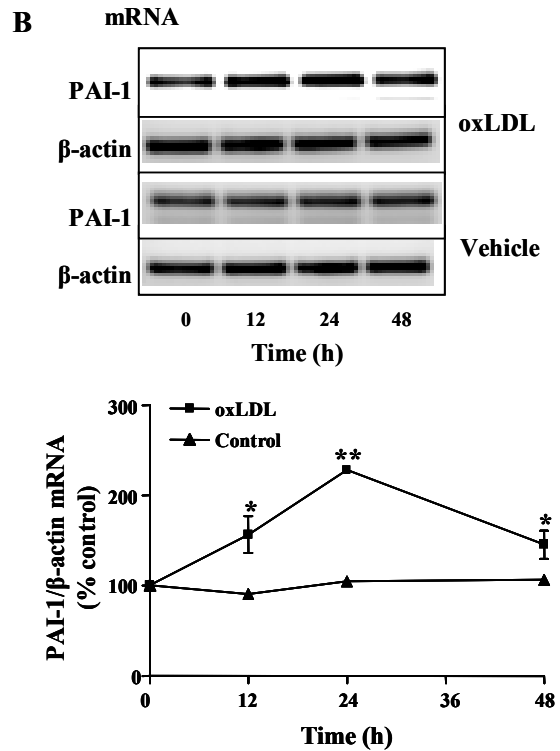 B mRNA
PAI-1
oxLDL
β-actin
PAI-1
Vehicle
β-actin
0 12 24 48
Time (h)
300
200
100
0
PAI-1/β-actin mRNA
(% control)
oxLDL
Control
*
**
*
0 12 24 36 48
Time (h)